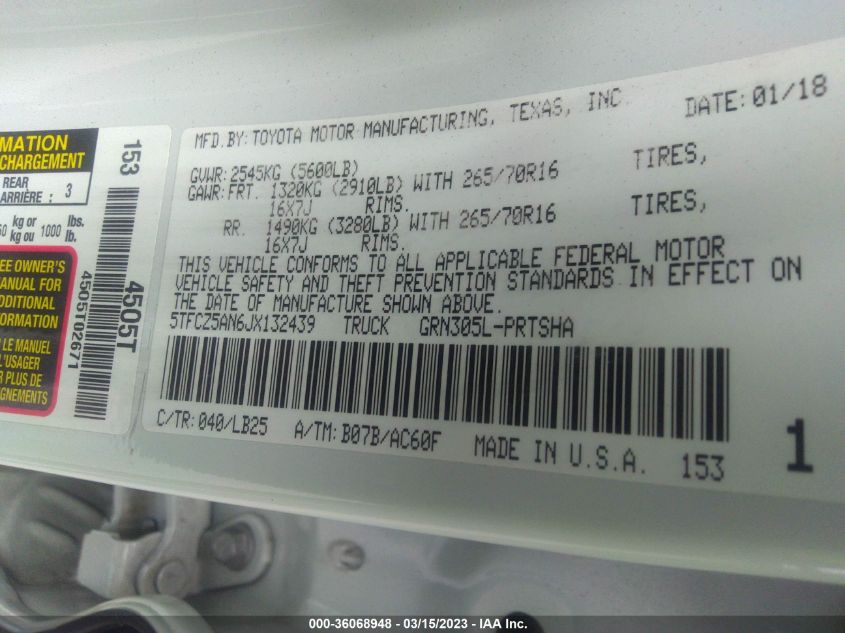 MFD.BY: TOYOTA MOTOR MANUFACTURING, TEXAS, INC. DATE: 01/18
GVWR: 2545KG (5600LB)
GAWR: FRT. 1320KG (2910LB) WITH 265/70R16 TIRES,
16X7J RIMS.
RR. 1490KG (3280LB) WITH 265/70R16 TIRES,
16X7J RIMS.
THIS VEHICLE CONFORMS TO ALL APPLICABLE FEDERAL MOTOR
VEHICLE SAFETY AND THEFT PREVENTION STANDARDS IN EFFECT ON
THE DATE OF MANUFACTURE SHOWN ABOVE.
5TFCZ5AN6JX132439 TRUCK GRN305L-PRTSHA
C/TR: 040/LB25 A/TM: B07B/AC60F MADE IN U.S.A. 153 1
MATION
CHARGEMENT
REAR
ARRIÈRE : 3
kg or
kg ou 1000 lbs.
lb.
EE OWNER'S
MANUAL FOR
ADDITIONAL
FORMATION
LE MANUEL
L'USAGER
R PLUS DE
IGNEMENTS
153
4505T
4505T02671
000-36068948 - 03/15/2023 - IAA Inc.